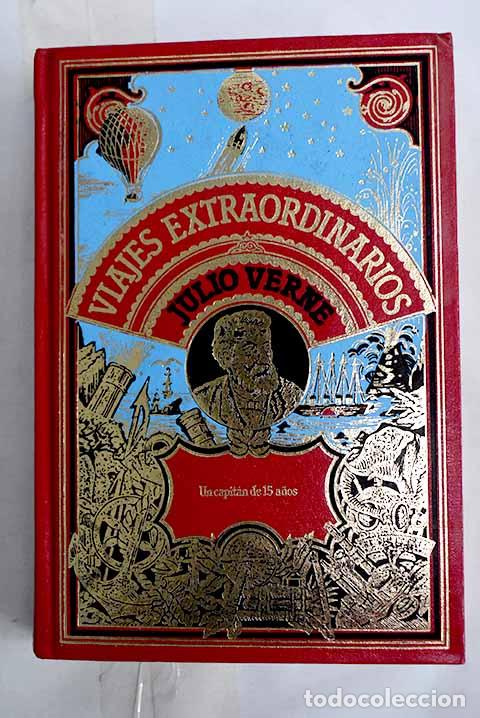 VIAJES EXTRAORDINARIOS
JULIO VERNE
Un capitán de 15 años
todocoleccion